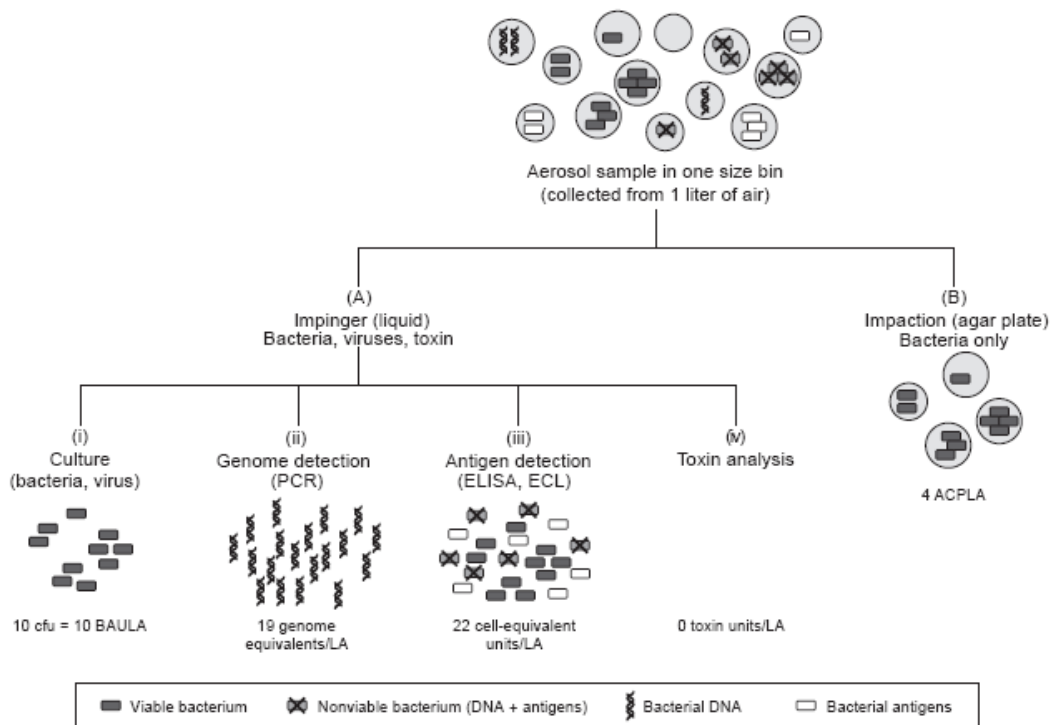 Aerosol sample in one size bin
(collected from 1 liter of air)
(A)
Impinger (liquid)
Bacteria, viruses, toxin
(B)
Impaction (agar plate)
Bacteria only
(i)
Culture
(bacteria, virus)
(ii)
Genome detection
(PCR)
(iii)
Antigen detection
(ELISA, ECL)
(iv)
Toxin analysis
4 ACPLA
10 cfu = 10 BAULA
19 genome
equivalents/LA
22 cell-equivalent
units/LA
0 toxin units/LA
Viable bacterium
Nonviable bacterium (DNA + antigens)
Bacterial DNA
Bacterial antigens